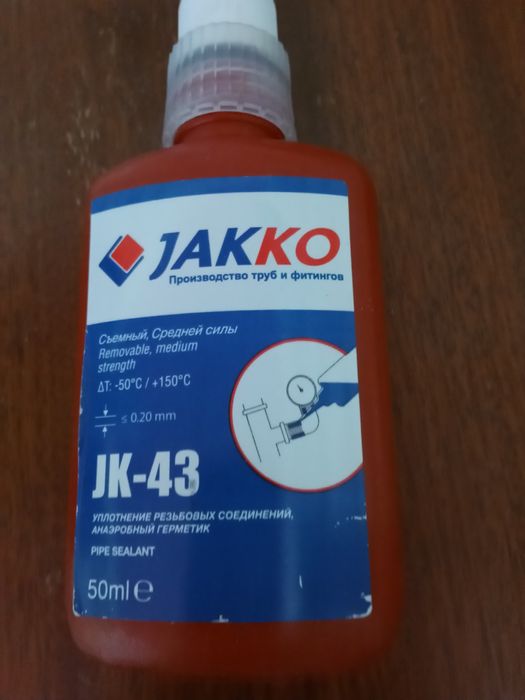 JAKKO
Производство труб и фитингов
Съемный, Средней силы
Removable, medium
strength
ΔT: -50°C / +150°C
≤ 0.20 mm
JK-43
УПЛОТНЕНИЕ РЕЗЬБОВЫХ СОЕДИНЕНИЙ,
АНАЭРОБНЫЙ ГЕРМЕТИК
PIPE SEALANT
50ml ℮